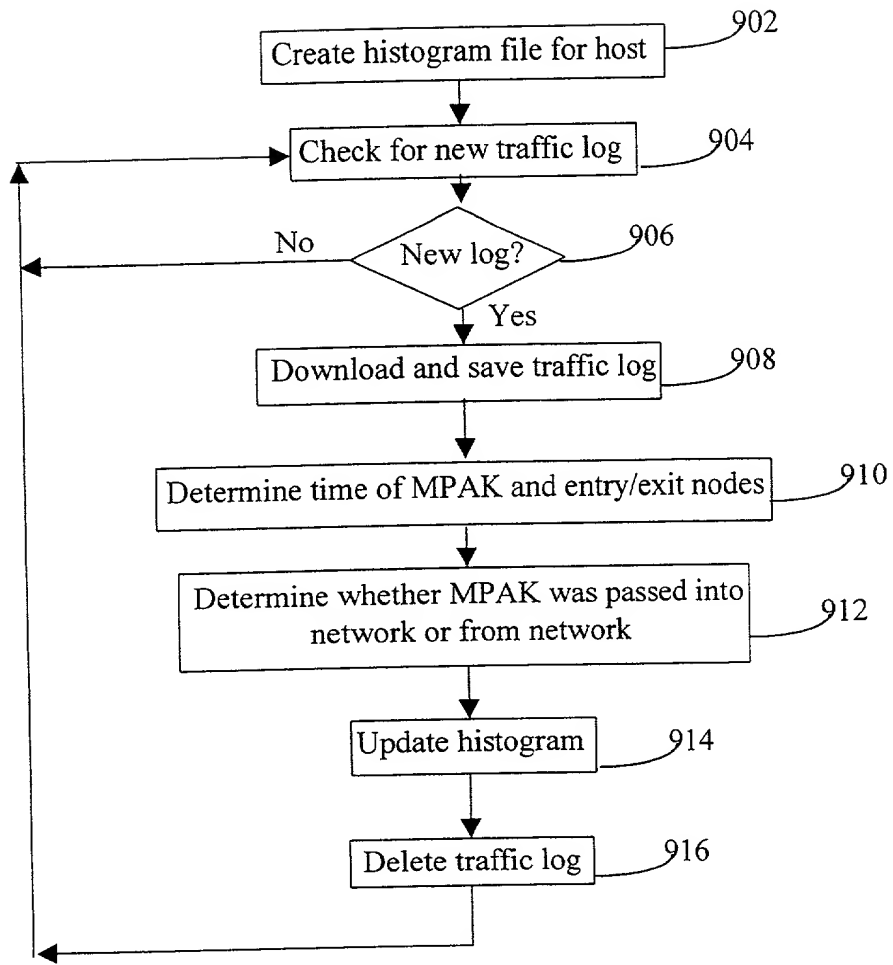 902
Create histogram file for host
Check for new traffic log
904
No
New log?
906
Yes
Download and save traffic log
908
Determine time of MPAK and entry/exit nodes
910
Determine whether MPAK was passed into
network or from network
912
Update histogram
914
Delete traffic log
916